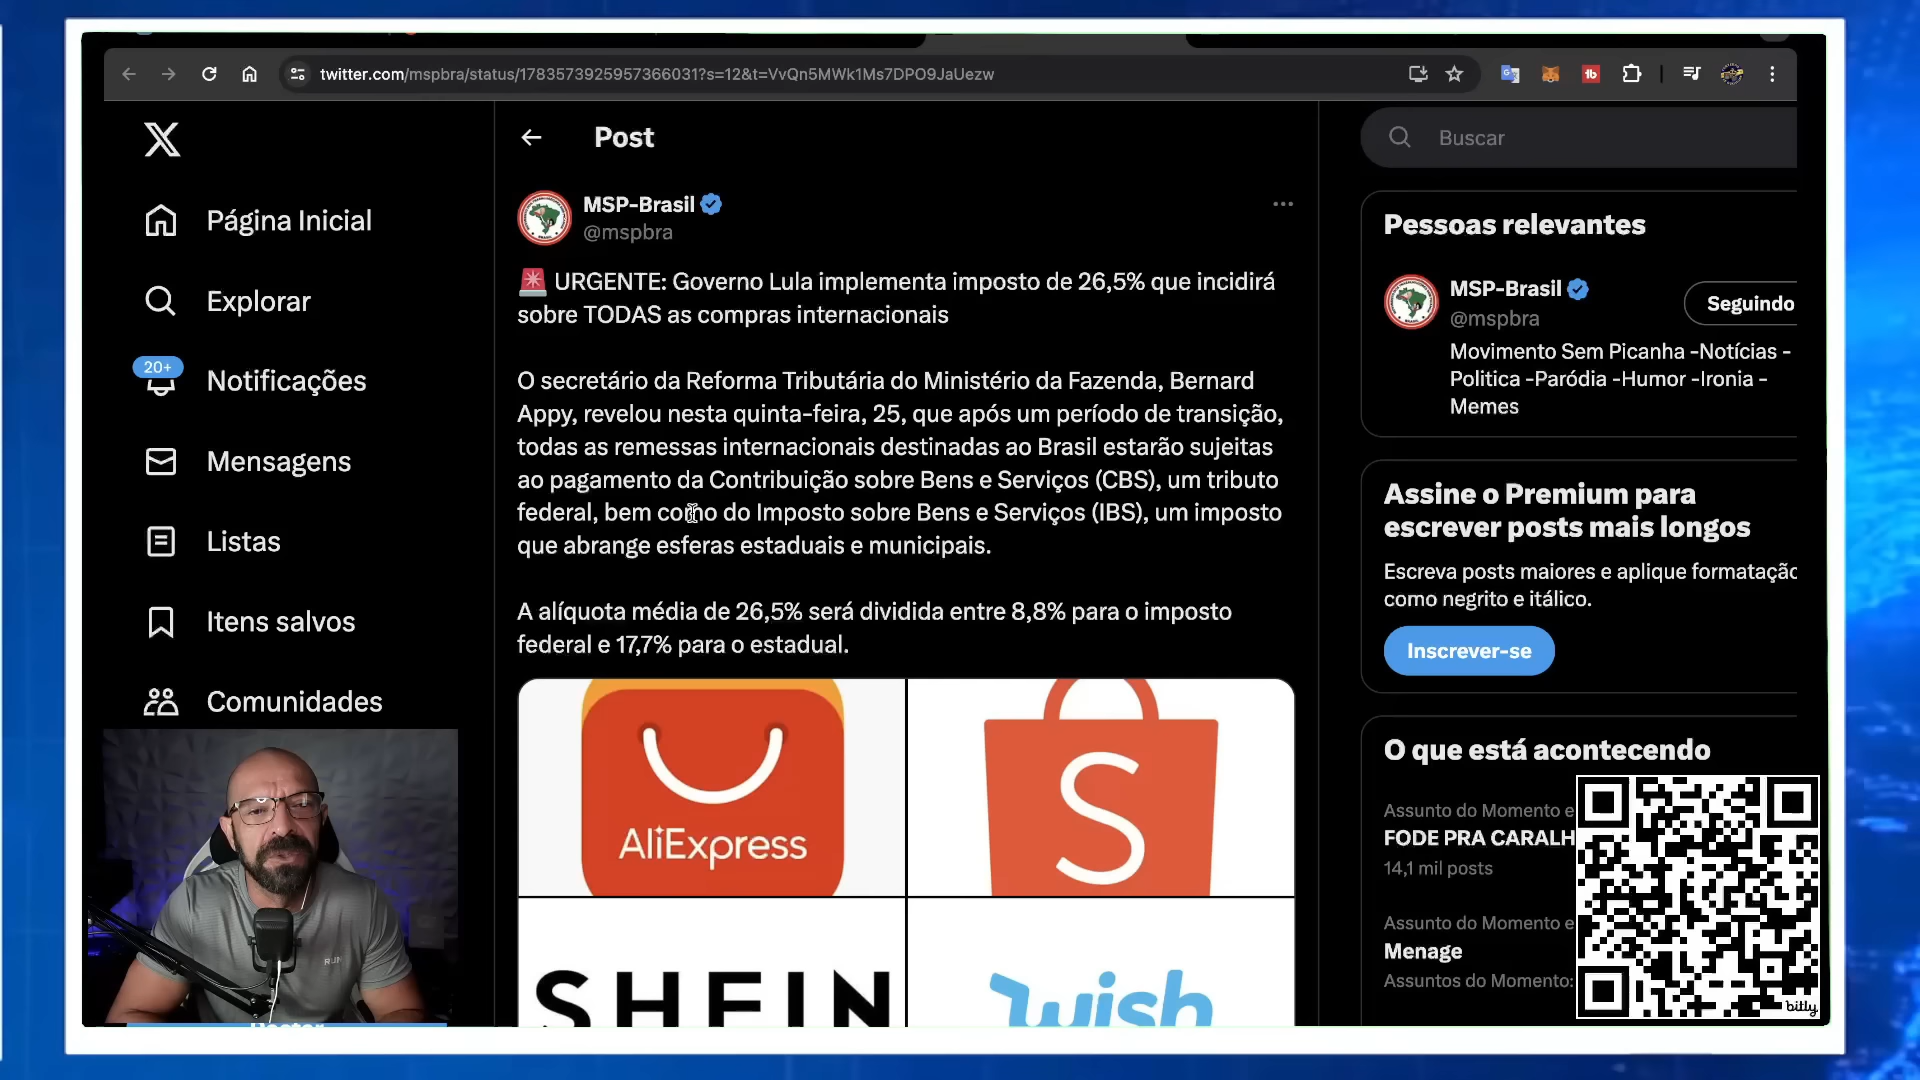 twitter.com/mspbra/status/1783573925957366031?s=12&t=VvQn5MWk1Ms7DPO9JaUezw
Post
Buscar
Página Inicial
Explorar
20+
Notificações
Mensagens
Listas
Itens salvos
Comunidades
MSP-Brasil
@mspbra
🚨 URGENTE: Governo Lula implementa imposto de 26,5% que incidirá
sobre TODAS as compras internacionais
O secretário da Reforma Tributária do Ministério da Fazenda, Bernard
Appy, revelou nesta quinta-feira, 25, que após um período de transição,
todas as remessas internacionais destinadas ao Brasil estarão sujeitas
ao pagamento da Contribuição sobre Bens e Serviços (CBS), um tributo
federal, bem como do Imposto sobre Bens e Serviços (IBS), um imposto
que abrange esferas estaduais e municipais.
A alíquota média de 26,5% será dividida entre 8,8% para o imposto
federal e 17,7% para o estadual.
AliExpress
S
SHEIN
wish
Pessoas relevantes
MSP-Brasil
@mspbra
Seguindo
Movimento Sem Picanha -Notícias -
Politica -Paródia -Humor -Ironia -
Memes
Assine o Premium para
escrever posts mais longos
Escreva posts maiores e aplique formatação
como negrito e itálico.
Inscrever-se
O que está acontecendo
Assunto do Momento e
FODE PRA CARALH
14,1 mil posts
Assunto do Momento e
Menage
Assuntos do Momento:
bitly
RUN